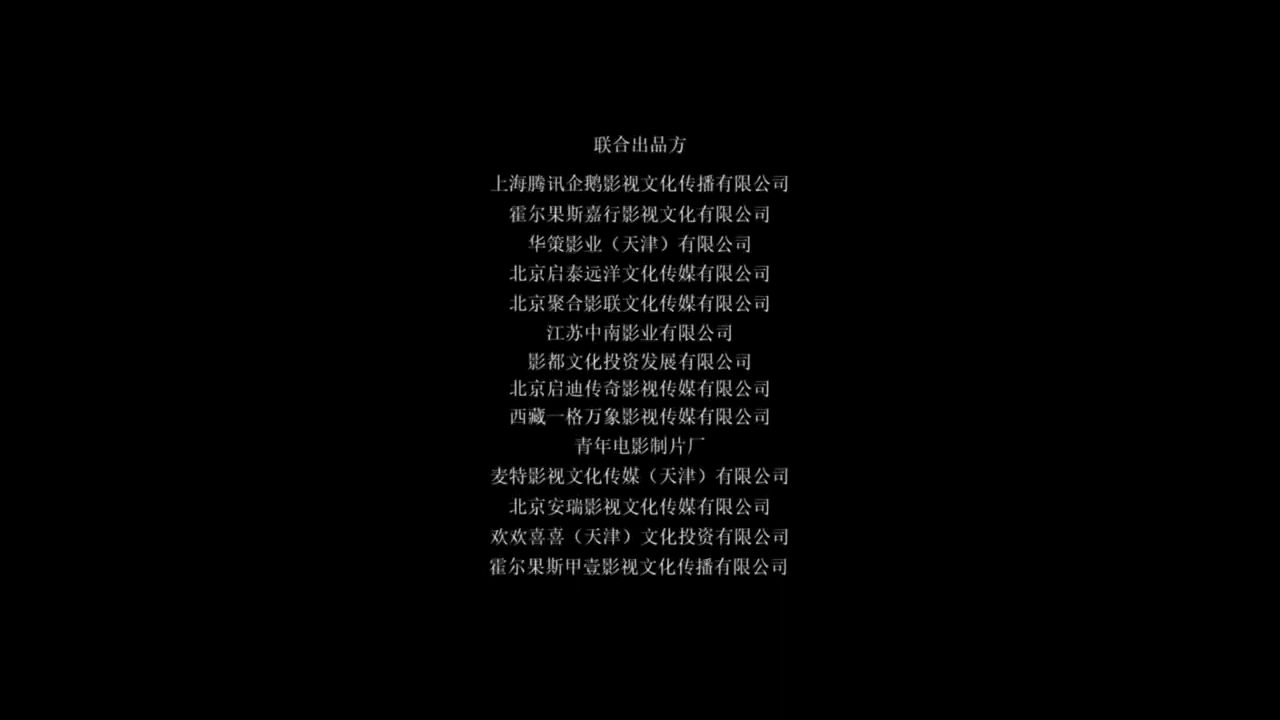 联合出品方
上海腾讯企鹅影视文化传播有限公司
霍尔果斯嘉行影视文化有限公司
华策影业（天津）有限公司
北京启泰远洋文化传媒有限公司
北京聚合影联文化传媒有限公司
江苏中南影业有限公司
影都文化投资发展有限公司
北京启迪传奇影视传媒有限公司
西藏一格万象影视传媒有限公司
青年电影制片厂
麦特影视文化传媒（天津）有限公司
北京安瑞影视文化传媒有限公司
欢欢喜喜（天津）文化投资有限公司
霍尔果斯甲壹影视文化传播有限公司